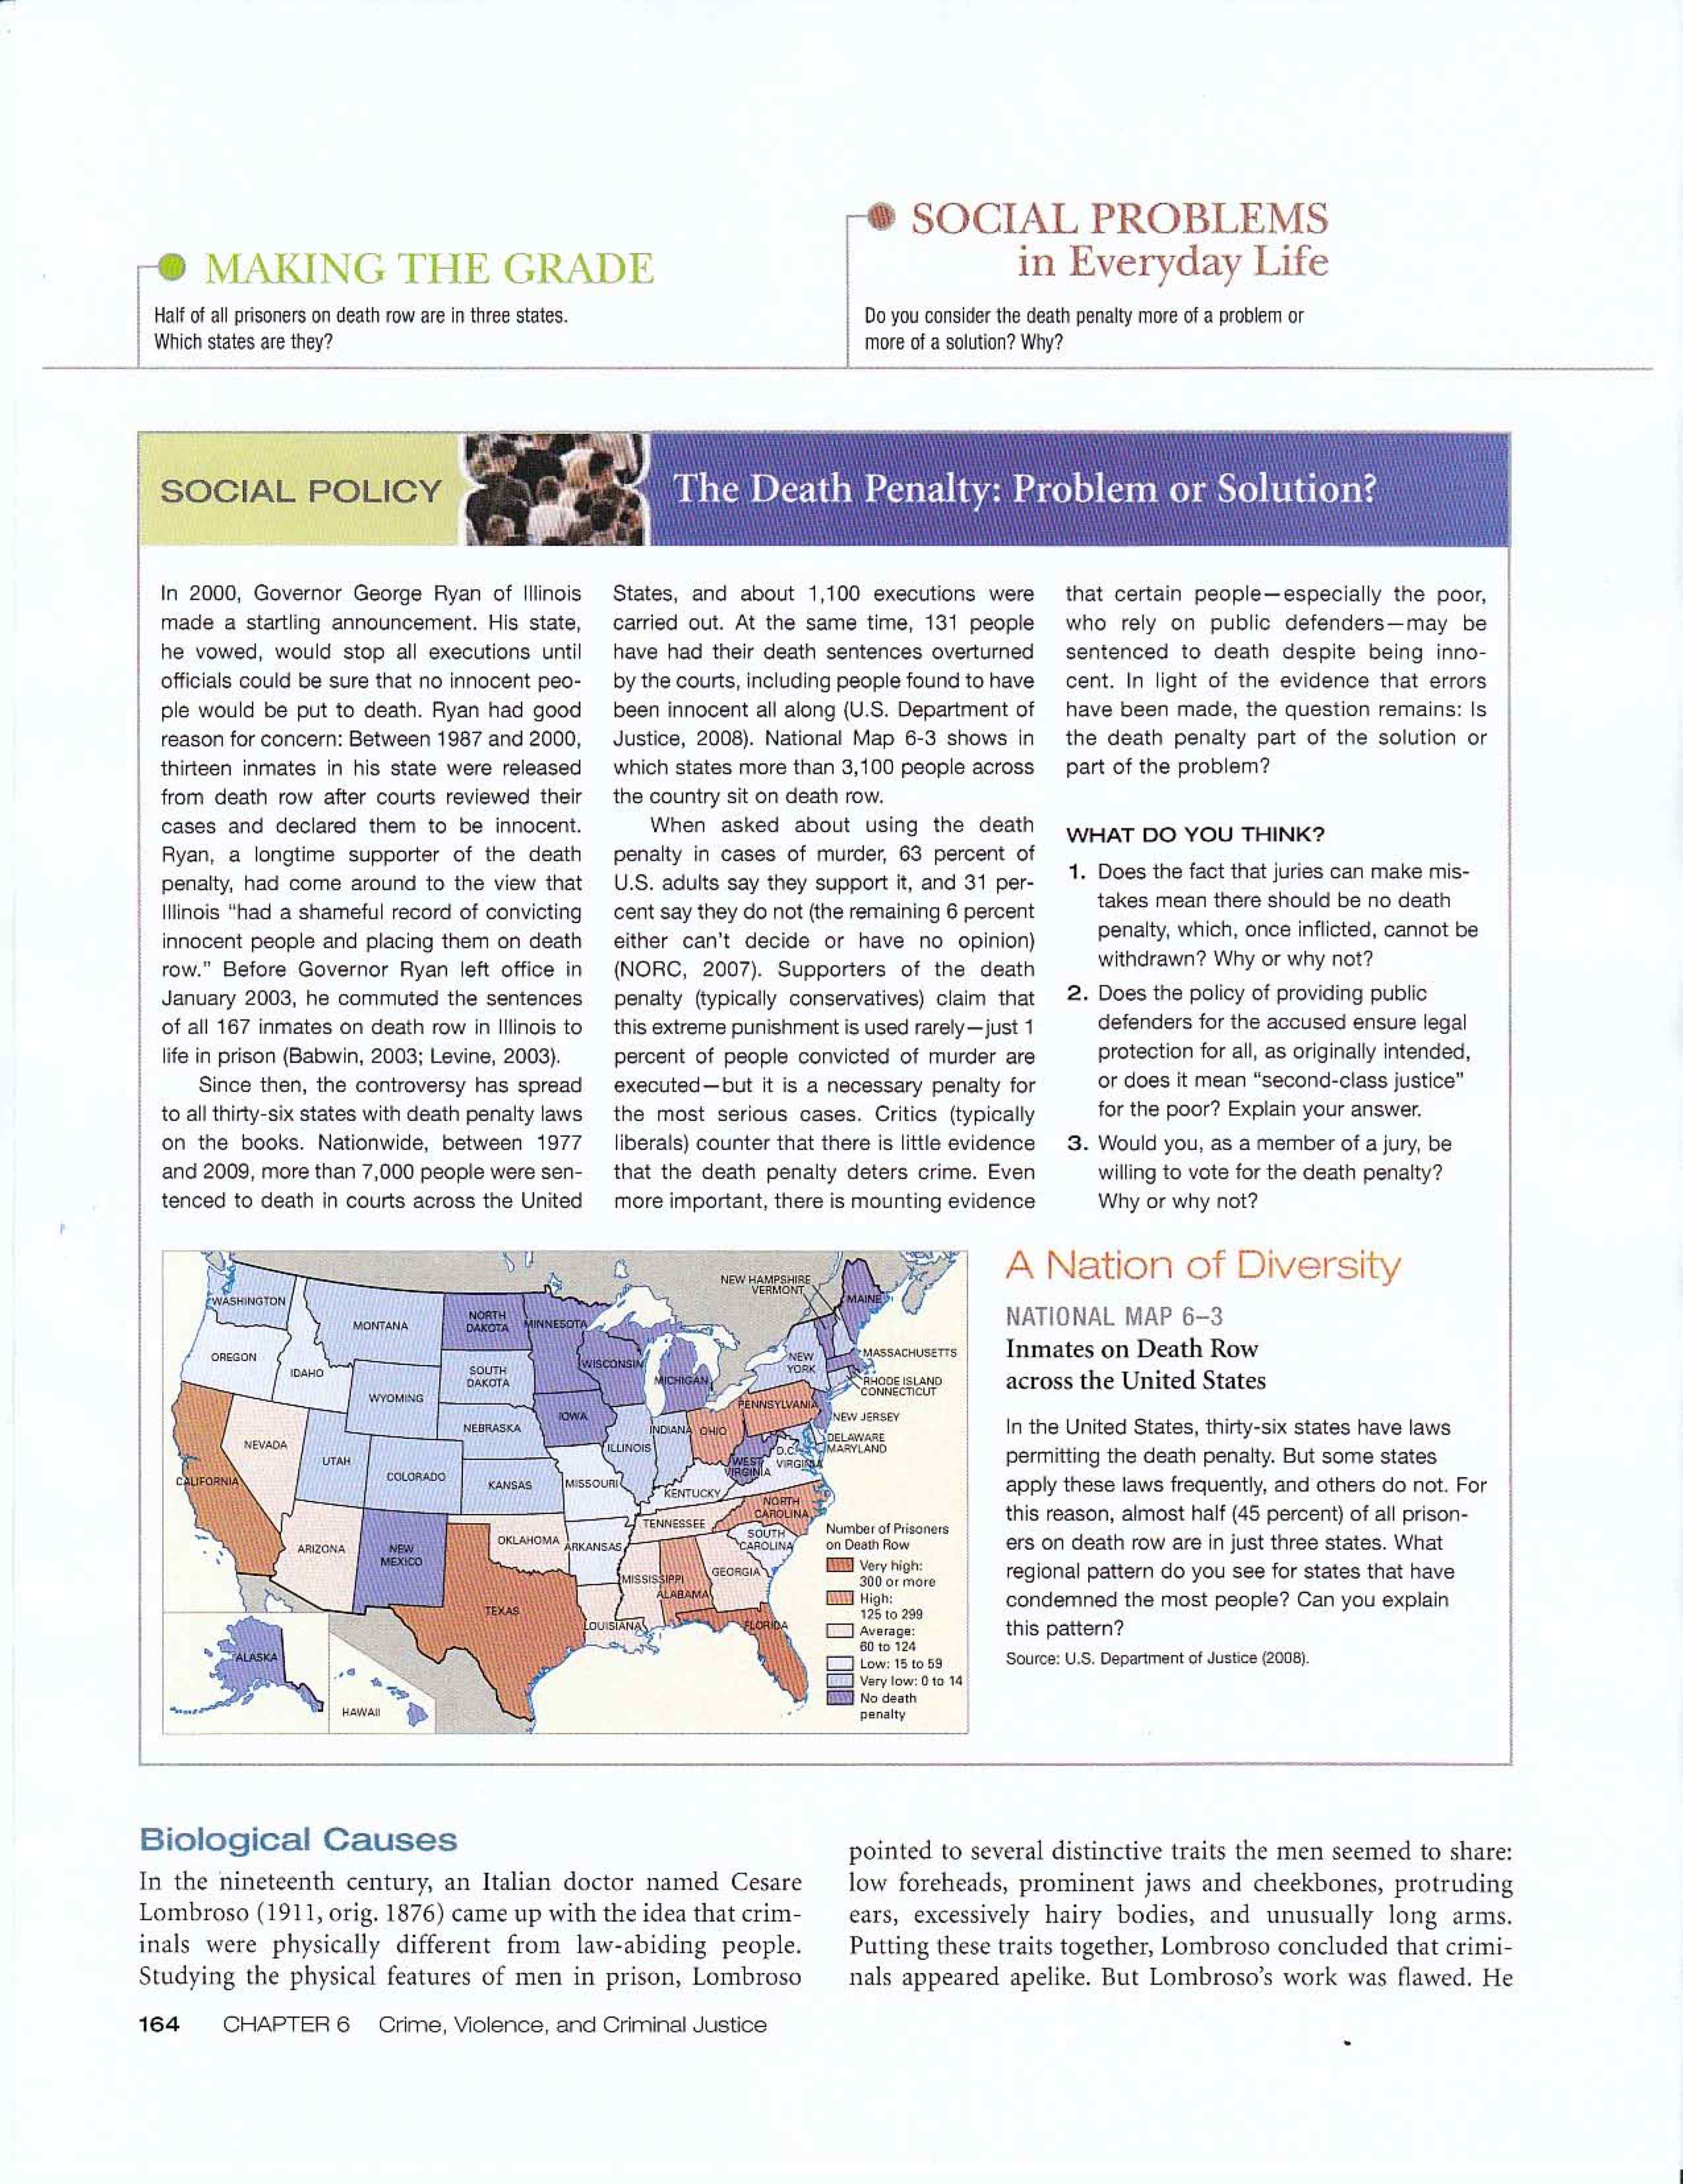 MAKING THE GRADE
Half of all prisoners on death row are in three states.
Which states are they?
SOCIAL PROBLEMS
in Everyday Life
Do you consider the death penalty more of a problem or
more of a solution? Why?
SOCIAL POLICY
The Death Penalty: Problem or Solution?
In 2000, Governor George Ryan of Illinois
made a startling announcement. His state,
he vowed, would stop all executions until
officials could be sure that no innocent peo-
ple would be put to death. Ryan had good
reason for concern: Between 1987 and 2000,
thirteen inmates in his state were released
from death row after courts reviewed their
cases and declared them to be innocent.
Ryan, a longtime supporter of the death
penalty, had come around to the view that
Illinois "had a shameful record of convicting
innocent people and placing them on death
row." Before Governor Ryan left office in
January 2003, he commuted the sentences
of all 167 inmates on death row in Illinois to
life in prison (Babwin, 2003; Levine, 2003).
Since then, the controversy has spread
to all thirty-six states with death penalty laws
on the books. Nationwide, between 1977
and 2009, more than 7,000 people were sen-
tenced to death in courts across the United
States, and about 1,100 executions were
carried out. At the same time, 131 people
have had their death sentences overturned
by the courts, including people found to have
been innocent all along (U.S. Department of
Justice, 2008). National Map 6-3 shows in
which states more than 3,100 people across
the country sit on death row.
When asked about using the death
penalty in cases of murder, 63 percent of
U.S. adults say they support it, and 31 per-
cent say they do not (the remaining 6 percent
either can't decide or have no opinion)
(NORC, 2007). Supporters of the death
penalty (typically conservatives) claim that
this extreme punishment is used rarely—just 1
percent of people convicted of murder are
executed—but it is a necessary penalty for
the most serious cases. Critics (typically
liberals) counter that there is little evidence
that the death penalty deters crime. Even
more important, there is mounting evidence
that certain people—especially the poor,
who rely on public defenders—may be
sentenced to death despite being inno-
cent. In light of the evidence that errors
have been made, the question remains: Is
the death penalty part of the solution or
part of the problem?
WHAT DO YOU THINK?
1. Does the fact that juries can make mis-
takes mean there should be no death
penalty, which, once inflicted, cannot be
withdrawn? Why or why not?
2. Does the policy of providing public
defenders for the accused ensure legal
protection for all, as originally intended,
or does it mean "second-class justice"
for the poor? Explain your answer.
3. Would you, as a member of a jury, be
willing to vote for the death penalty?
Why or why not?
WASHINGTON
OREGON
IDAHO
MONTANA
WYOMING
NORTH
DAKOTA
SOUTH
DAKOTA
NEBRASKA
KANSAS
MINNESOTA
WISCONSIN
MICHIGAN
IOWA
ILLINOIS
INDIANA
OHIO
PENNSYLVANIA
NEW
YORK
NEW HAMPSHIRE
VERMONT
MAINE
MASSACHUSETTS
RHODE ISLAND
CONNECTICUT
NEW JERSEY
DELAWARE
MARYLAND
D.C.
WEST
VIRGINIA
VIRGINIA
NEVADA
UTAH
COLORADO
CALIFORNIA
ARIZONA
NEW
MEXICO
OKLAHOMA
TEXAS
MISSOURI
ARKANSAS
LOUISIANA
KENTUCKY
TENNESSEE
MISSISSIPPI
ALABAMA
GEORGIA
FLORIDA
NORTH
CAROLINA
SOUTH
CAROLINA
ALASKA
HAWAII
Number of Prisoners
on Death Row
Very high:
300 or more
High:
125 to 299
Average:
60 to 124
Low: 15 to 59
Very low: 0 to 14
No death
penalty
A Nation of Diversity
NATIONAL MAP 6–3
Inmates on Death Row
across the United States
In the United States, thirty-six states have laws
permitting the death penalty. But some states
apply these laws frequently, and others do not. For
this reason, almost half (45 percent) of all prison-
ers on death row are in just three states. What
regional pattern do you see for states that have
condemned the most people? Can you explain
this pattern?
Source: U.S. Department of Justice (2008).
Biological Causes
In the nineteenth century, an Italian doctor named Cesare
Lombroso (1911, orig. 1876) came up with the idea that crim-
inals were physically different from law-abiding people.
Studying the physical features of men in prison, Lombroso
pointed to several distinctive traits the men seemed to share:
low foreheads, prominent jaws and cheekbones, protruding
ears, excessively hairy bodies, and unusually long arms.
Putting these traits together, Lombroso concluded that crimi-
nals appeared apelike. But Lombroso's work was flawed. He
164 CHAPTER 6 Crime, Violence, and Criminal Justice